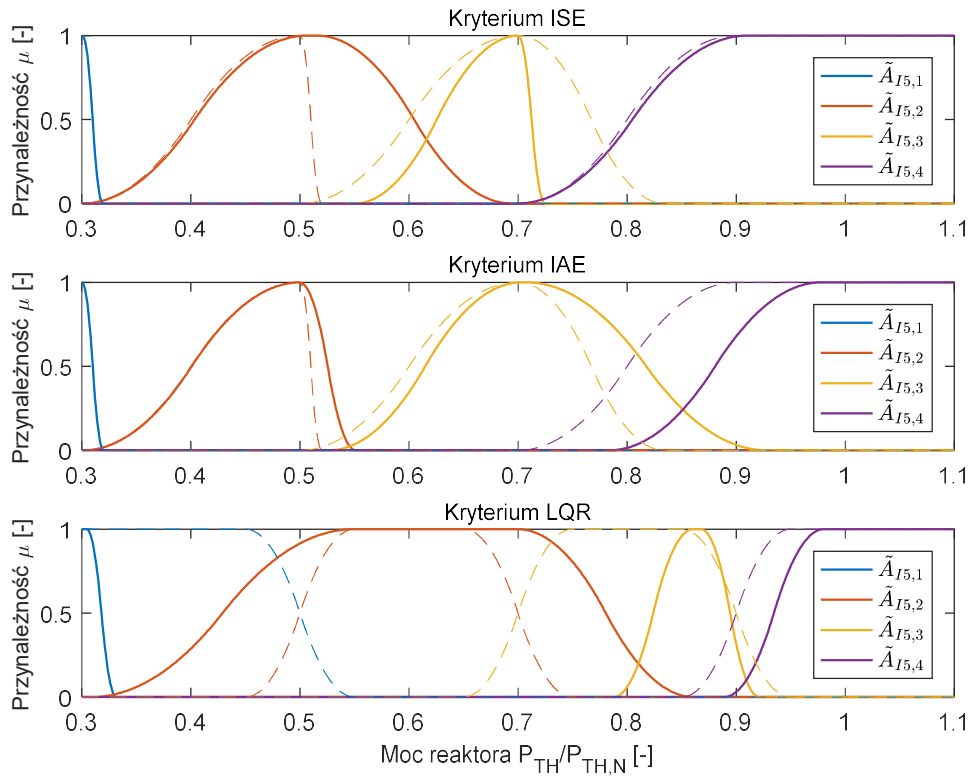 Kryterium ISE
Przynależność μ [-]
1
0.5
0
0.3 0.4 0.5 0.6 0.7 0.8 0.9 1 1.1
Ã_{I5,1}
Ã_{I5,2}
Ã_{I5,3}
Ã_{I5,4}
Kryterium IAE
Przynależność μ [-]
1
0.5
0
0.3 0.4 0.5 0.6 0.7 0.8 0.9 1 1.1
Ã_{I5,1}
Ã_{I5,2}
Ã_{I5,3}
Ã_{I5,4}
Kryterium LQR
Przynależność μ [-]
1
0.5
0
0.3 0.4 0.5 0.6 0.7 0.8 0.9 1 1.1
Ã_{I5,1}
Ã_{I5,2}
Ã_{I5,3}
Ã_{I5,4}
Moc reaktora P_{TH}/P_{TH,N} [-]